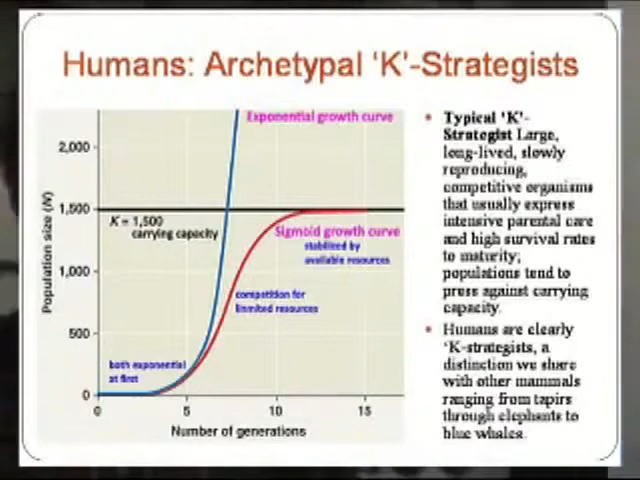 Humans: Archetypal 'K'-Strategists
Exponential growth curve
2,000
1,500
K = 1,500
carrying capacity
Sigmoid growth curve
stabilized by
available resources
1,000
competition for
limmited resources
500
both exponential
at first
0
0
5
10
15
Number of generations
Population size (N)
• Typical 'K'-
Strategist Large,
long-lived, slowly
reproducing,
competitive organisms
that usually express
intensive parental care
and high survival rates
to maturity;
populations tend to
press against carrying
capacity.
• Humans are clearly
'K-strategists, a
distinction we share
with other mammals
ranging from tapirs
through elephants to
blue whales.